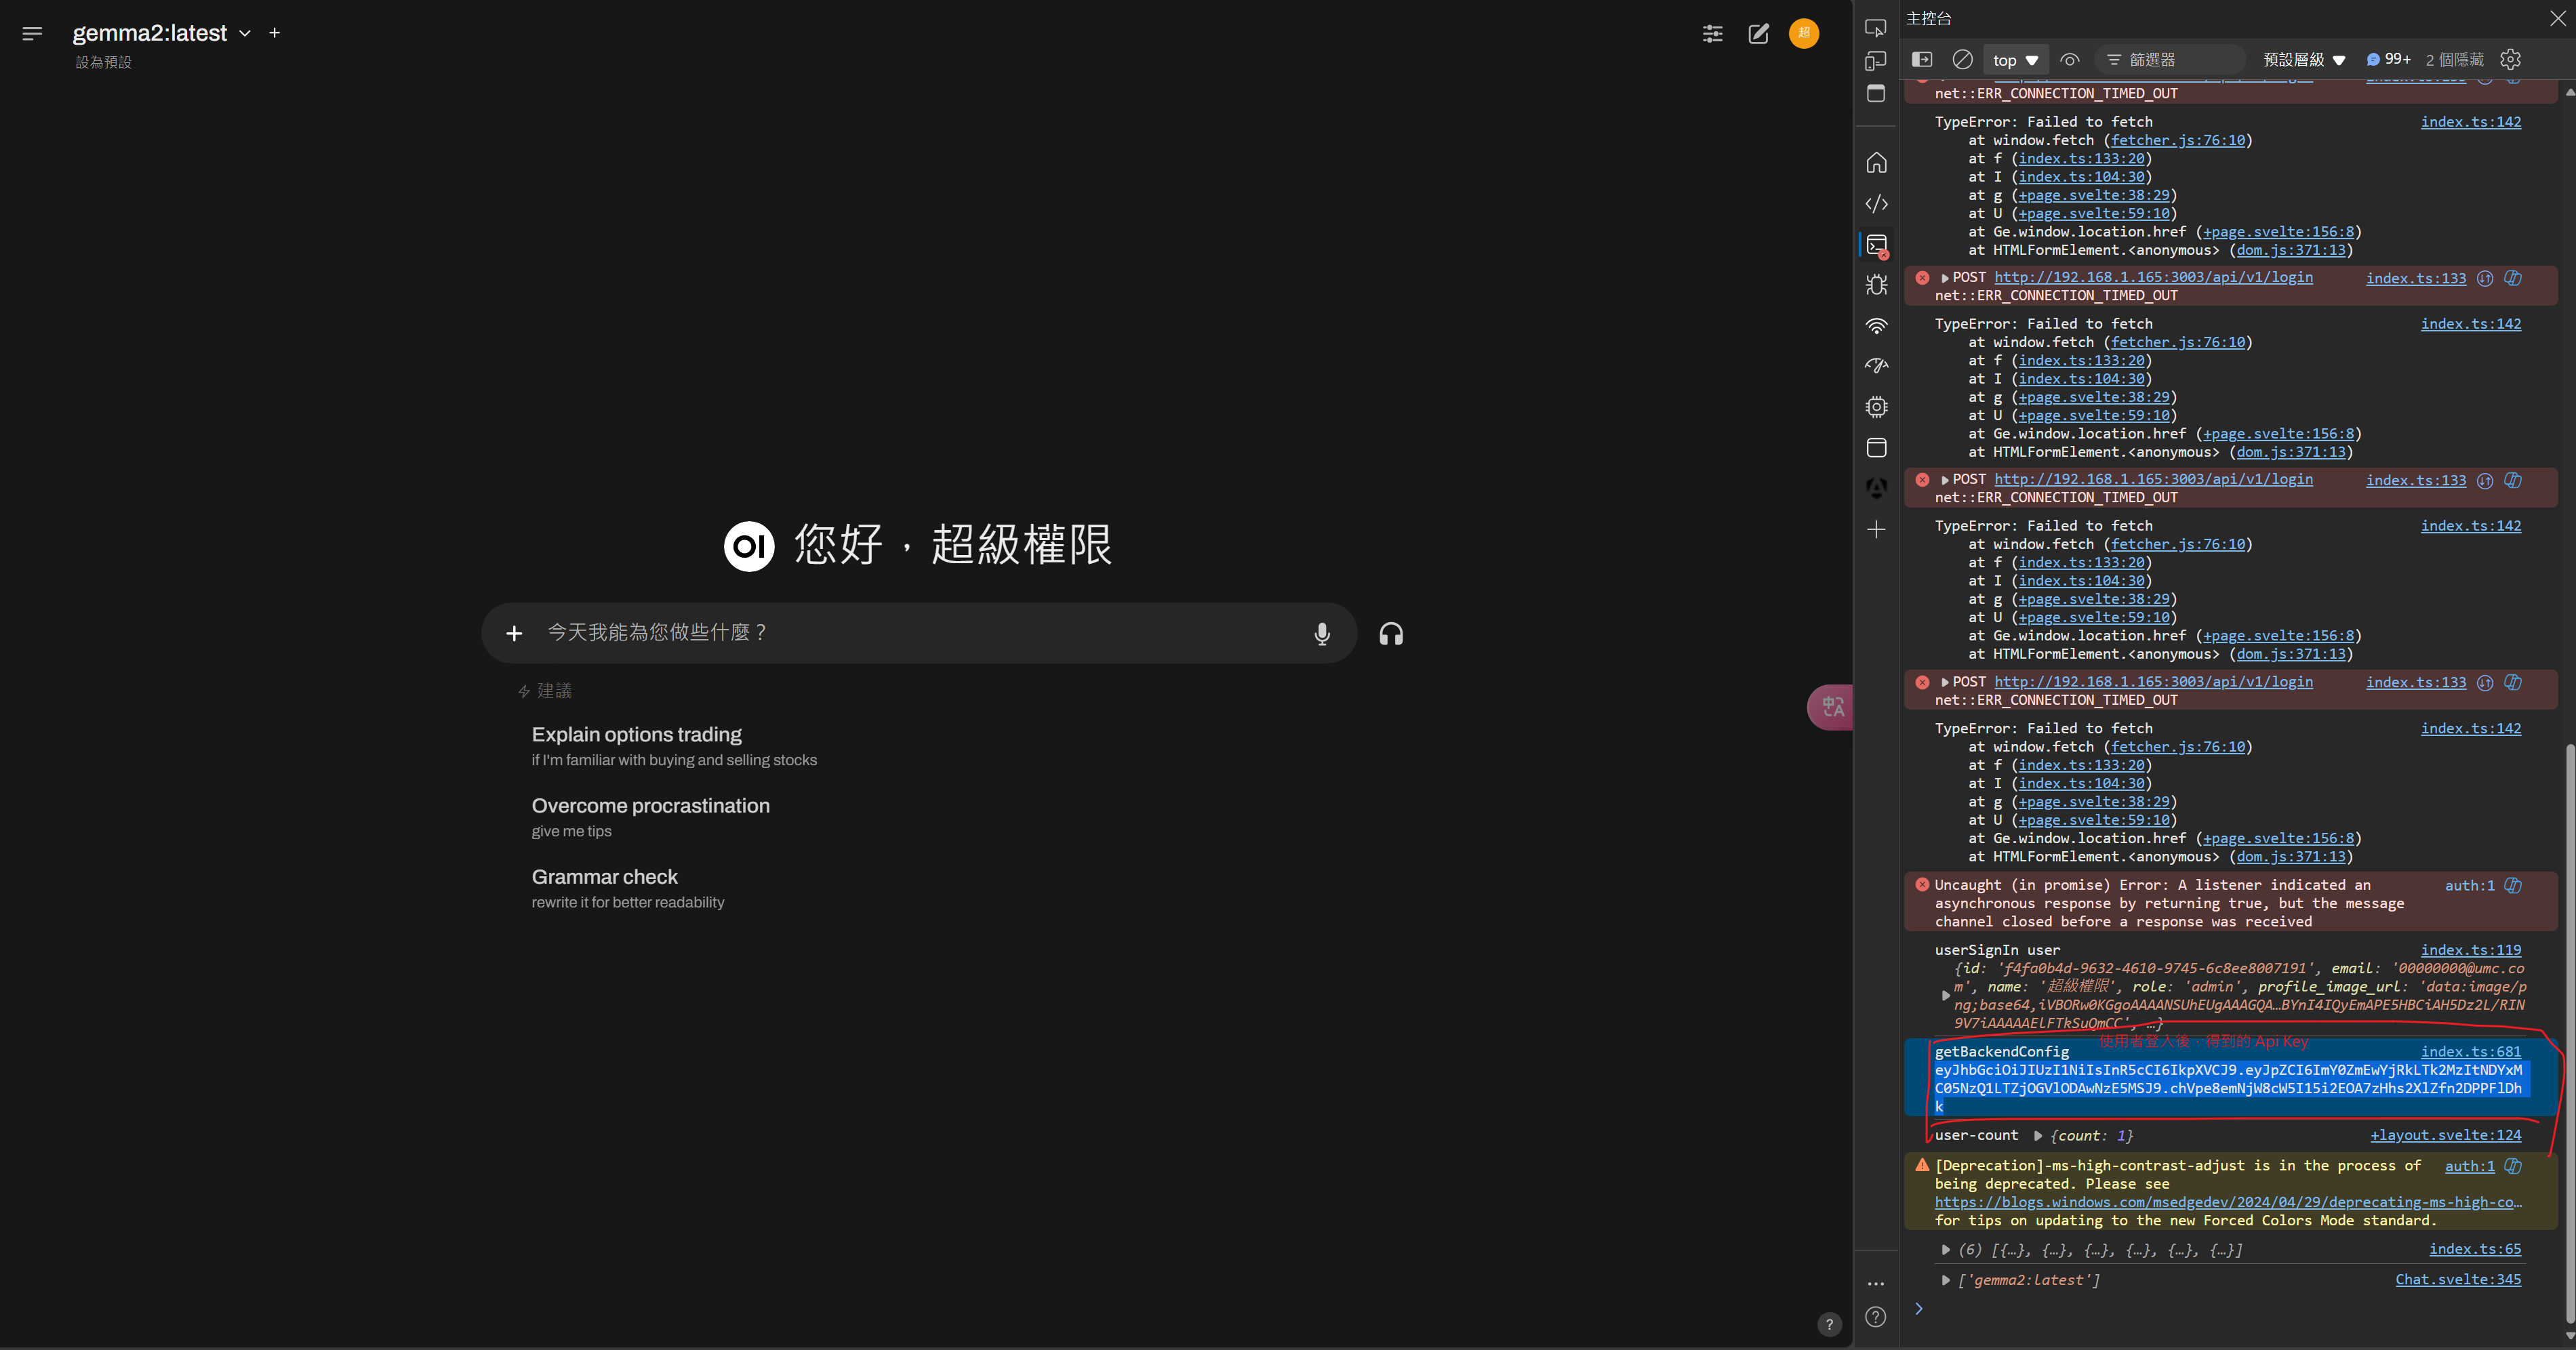 gemma2:latest
設為預設
超
您好，超級權限
今天我能為您做些什麼？
建議
Explain options trading
if I'm familiar with buying and selling stocks
Overcome procrastination
give me tips
Grammar check
rewrite it for better readability
?
主控台
top
篩選器
預設層級
99+
2 個隱藏
net::ERR_CONNECTION_TIMED_OUT
TypeError: Failed to fetch index.ts:142
at window.fetch (fetcher.js:76:10)
at f (index.ts:133:20)
at I (index.ts:104:30)
at g (+page.svelte:38:29)
at U (+page.svelte:59:10)
at Ge.window.location.href (+page.svelte:156:8)
at HTMLFormElement.<anonymous> (dom.js:371:13)
POST http://192.168.1.165:3003/api/v1/login index.ts:133
net::ERR_CONNECTION_TIMED_OUT
TypeError: Failed to fetch index.ts:142
at window.fetch (fetcher.js:76:10)
at f (index.ts:133:20)
at I (index.ts:104:30)
at g (+page.svelte:38:29)
at U (+page.svelte:59:10)
at Ge.window.location.href (+page.svelte:156:8)
at HTMLFormElement.<anonymous> (dom.js:371:13)
POST http://192.168.1.165:3003/api/v1/login index.ts:133
net::ERR_CONNECTION_TIMED_OUT
TypeError: Failed to fetch index.ts:142
at window.fetch (fetcher.js:76:10)
at f (index.ts:133:20)
at I (index.ts:104:30)
at g (+page.svelte:38:29)
at U (+page.svelte:59:10)
at Ge.window.location.href (+page.svelte:156:8)
at HTMLFormElement.<anonymous> (dom.js:371:13)
POST http://192.168.1.165:3003/api/v1/login index.ts:133
net::ERR_CONNECTION_TIMED_OUT
TypeError: Failed to fetch index.ts:142
at window.fetch (fetcher.js:76:10)
at f (index.ts:133:20)
at I (index.ts:104:30)
at g (+page.svelte:38:29)
at U (+page.svelte:59:10)
at Ge.window.location.href (+page.svelte:156:8)
at HTMLFormElement.<anonymous> (dom.js:371:13)
Uncaught (in promise) Error: A listener indicated an auth:1
asynchronous response by returning true, but the message
channel closed before a response was received
userSignIn user index.ts:119
{id: 'f4fa0b4d-9632-4610-9745-6c8ee8007191', email: '00000000@umc.co
m', name: '超級權限', role: 'admin', profile_image_url: 'data:image/p
ng;base64,iVBORw0KGgoAAAANSUhEUgAAAGQA…BYnI4IQyEmAPE5HBCiAH5Dz2L/RIN
9V7iAAAAAElFTkSuQmCC', …}
使用者登入後，得到的 Api Key
getBackendConfig index.ts:681
eyJhbGciOiJIUzI1NiIsInR5cCI6IkpXVCJ9.eyJpZCI6ImY0ZmEwYjRkLTk2MzItNDYxM
C05NzQ1LTZjOGVlODAwNzE5MSJ9.chVpe8emNjW8cW5I15i2EOA7zHhs2XlZfn2DPPFlDh
k
user-count {count: 1} +layout.svelte:124
[Deprecation]-ms-high-contrast-adjust is in the process of auth:1
being deprecated. Please see
https://blogs.windows.com/msedgedev/2024/04/29/deprecating-ms-high-co…
for tips on updating to the new Forced Colors Mode standard.
(6) [{…}, {…}, {…}, {…}, {…}, {…}] index.ts:65
['gemma2:latest'] Chat.svelte:345